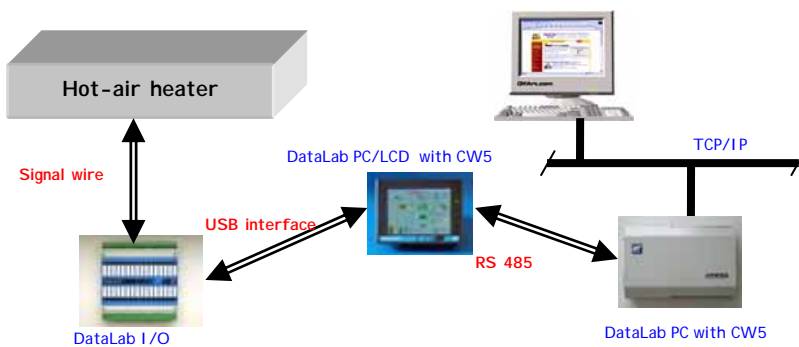 Hot-air heater
TCP/IP
DataLab PC/LCD with CW5
Signal wire
USB interface
RS 485
DataLab I/O
DataLab PC with CW5